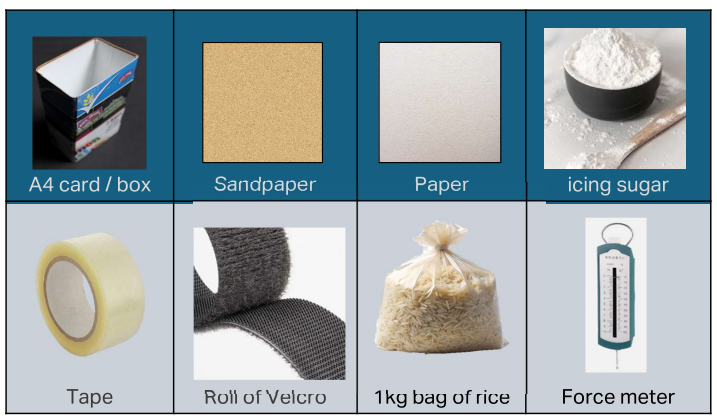 A4 card / box
Sandpaper
Paper
icing sugar
Tape
Roll of Velcro
1kg bag of rice
Force meter